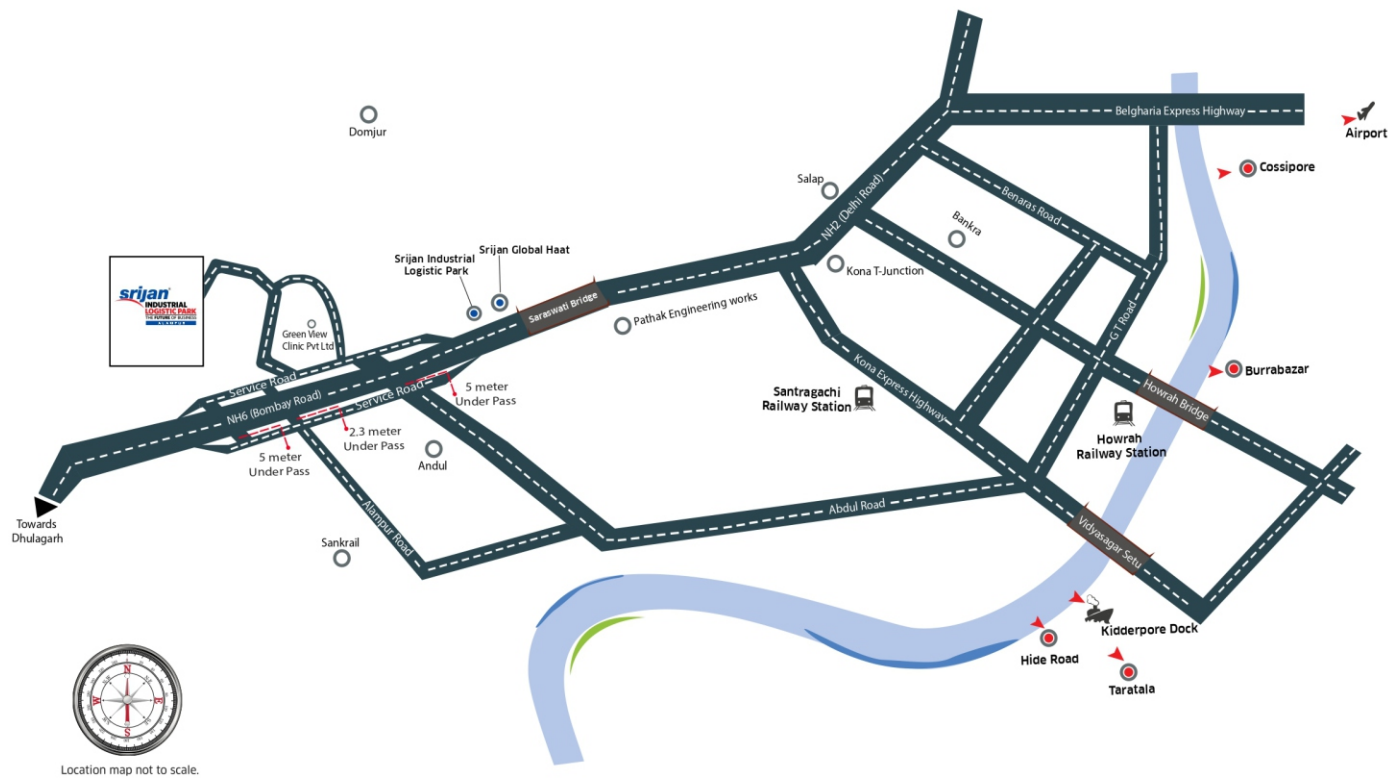 Belgharia Express Highway
Airport
Domjur
Cossipore
Salap
NH2 (Delhi Road)
Benaras Road
Bankra
Srijan Global Haat
Srijan Industrial
Logistic Park
Kona T-Junction
srijan
INDUSTRIAL
LOGISTIC PARK
THE FUTURE OF BUSINESS
ALAMPUR
Saraswati Bridge
Pathak Engineering works
G T Road
Green View
Clinic Pvt Ltd
Service Road
NH6 (Bombay Road)
Service Road
5 meter
Under Pass
Kona Express Highway
Santragachi
Railway Station
Burrabazar
Howrah Bridge
Howrah
Railway Station
2.3 meter
Under Pass
5 meter
Under Pass
Andul
Towards
Dhulagarh
Alampur Road
Abdul Road
Vidyasagar Setu
Sankrail
Kidderpore Dock
Hide Road
Taratala
N
W
E
S
Location map not to scale.